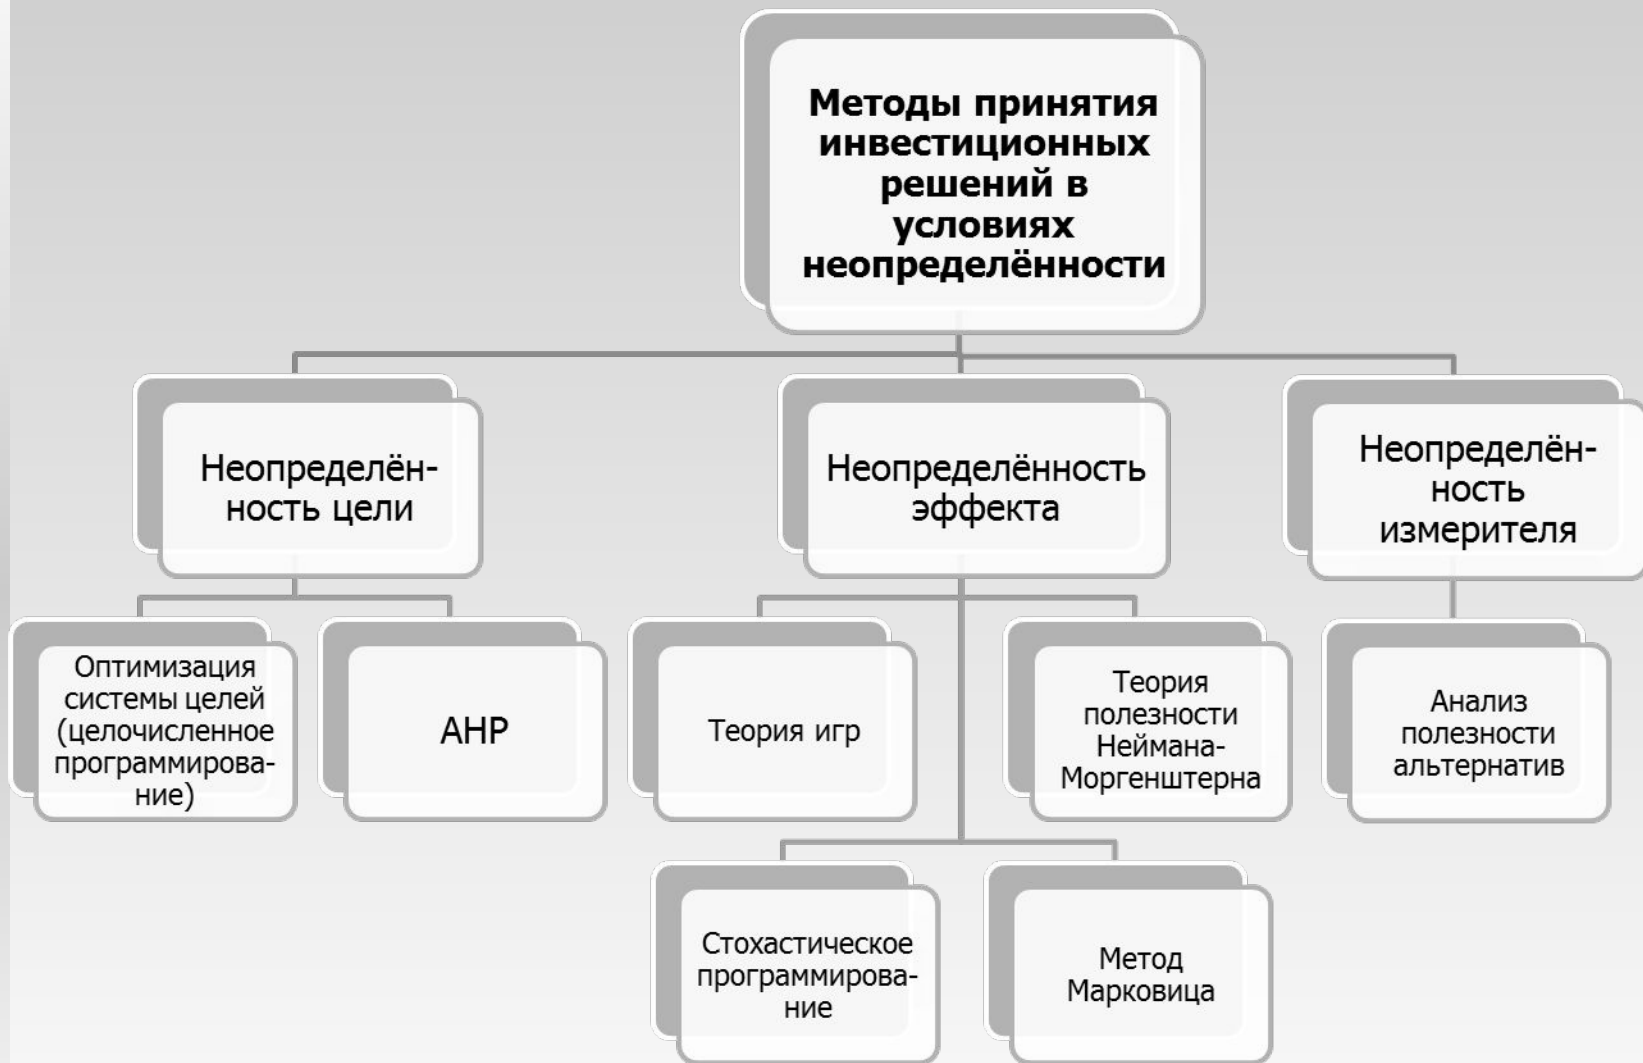 Методы принятия
инвестиционных
решений в
условиях
неопределённости
Неопределён-
ность цели
Неопределённость
эффекта
Неопределён-
ность
измерителя
Оптимизация
системы целей
(целочисленное
программирова-
ние)
АНР
Теория игр
Теория
полезности
Неймана-
Моргенштерна
Анализ
полезности
альтернатив
Стохастическое
программирова-
ние
Метод
Марковица